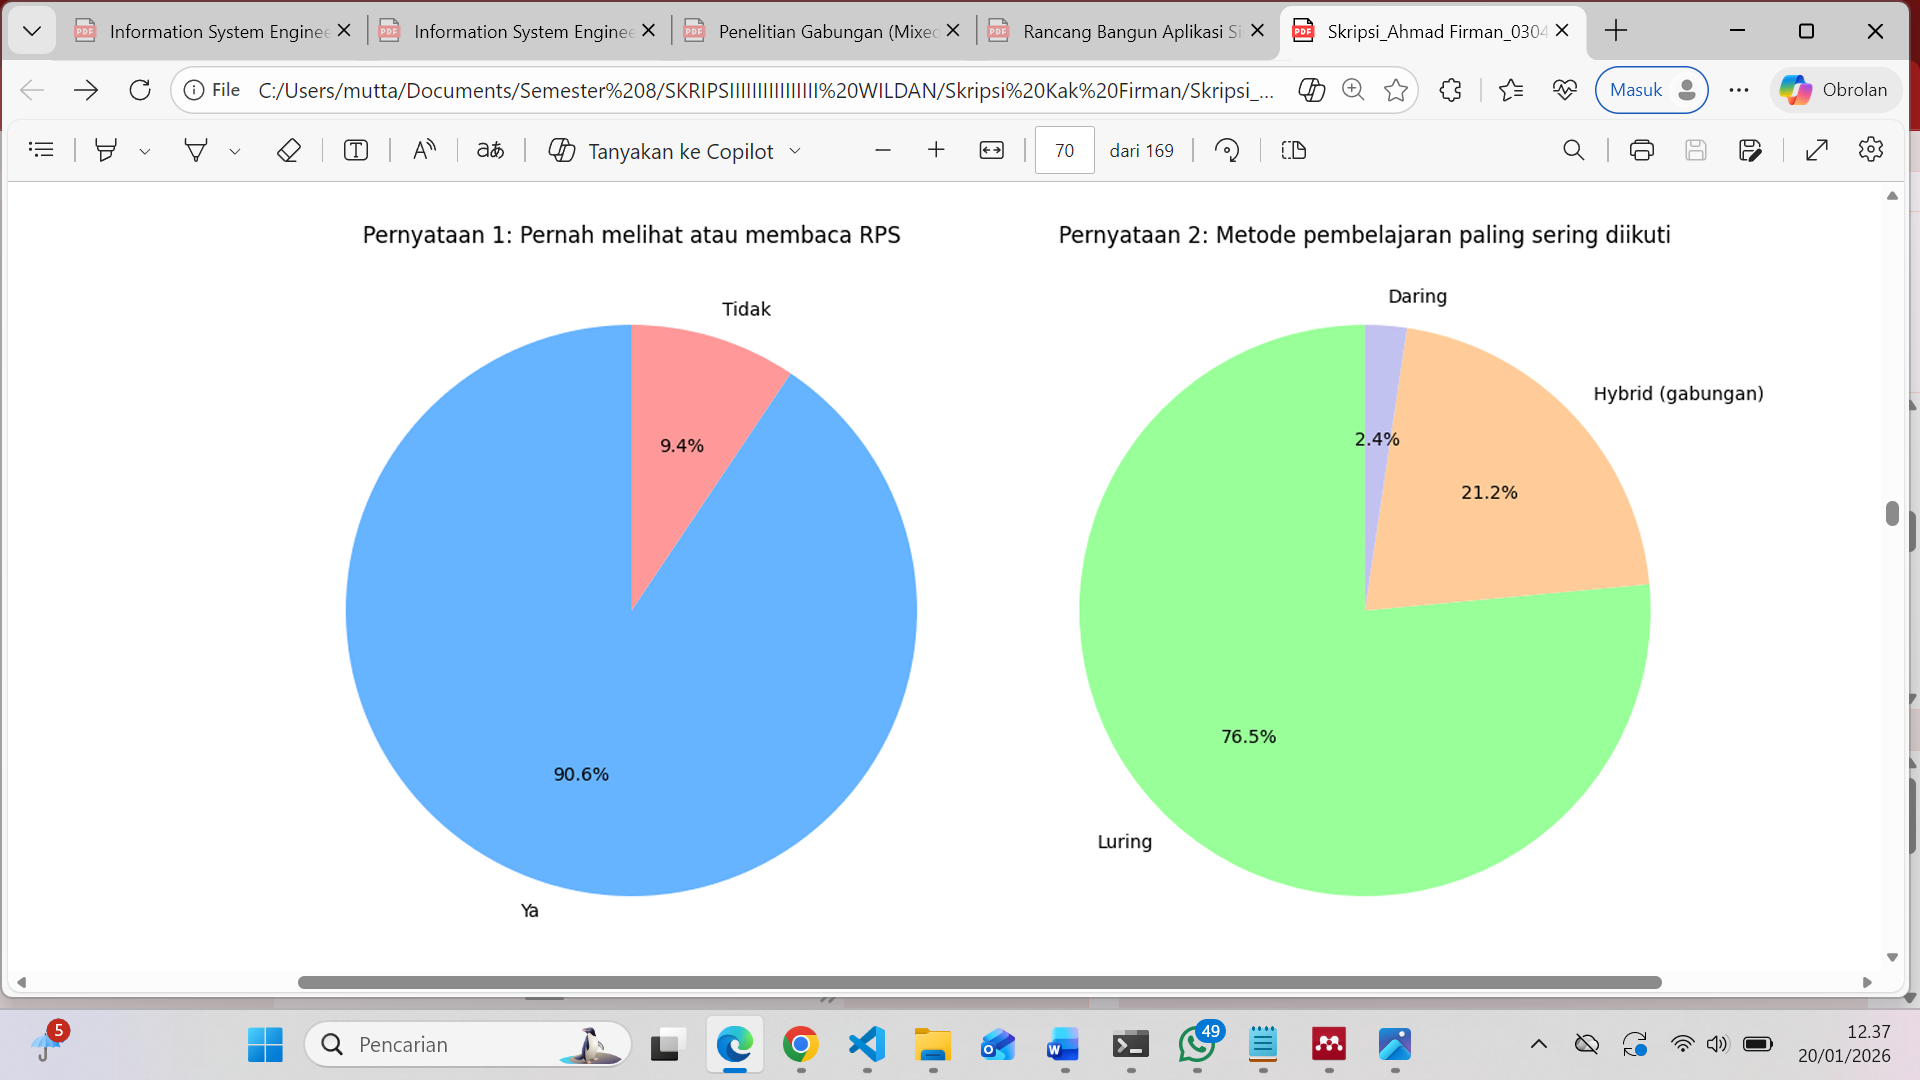 Information System Enginee
Information System Enginee
Penelitian Gabungan (Mixed
Rancang Bangun Aplikasi Si
Skripsi_Ahmad Firman_0304
File
C:/Users/mutta/Documents/Semester%208/SKRIPSIIIIIIIIIIIIIIIII%20WILDAN/Skripsi%20Kak%20Firman/Skripsi_...
Masuk
Obrolan
Tanyakan ke Copilot
70
dari 169
Pernyataan 1: Pernah melihat atau membaca RPS
Tidak
9.4%
90.6%
Ya
Pernyataan 2: Metode pembelajaran paling sering diikuti
Daring
Hybrid (gabungan)
2.4%
21.2%
76.5%
Luring
5
Pencarian
49
12.37
20/01/2026